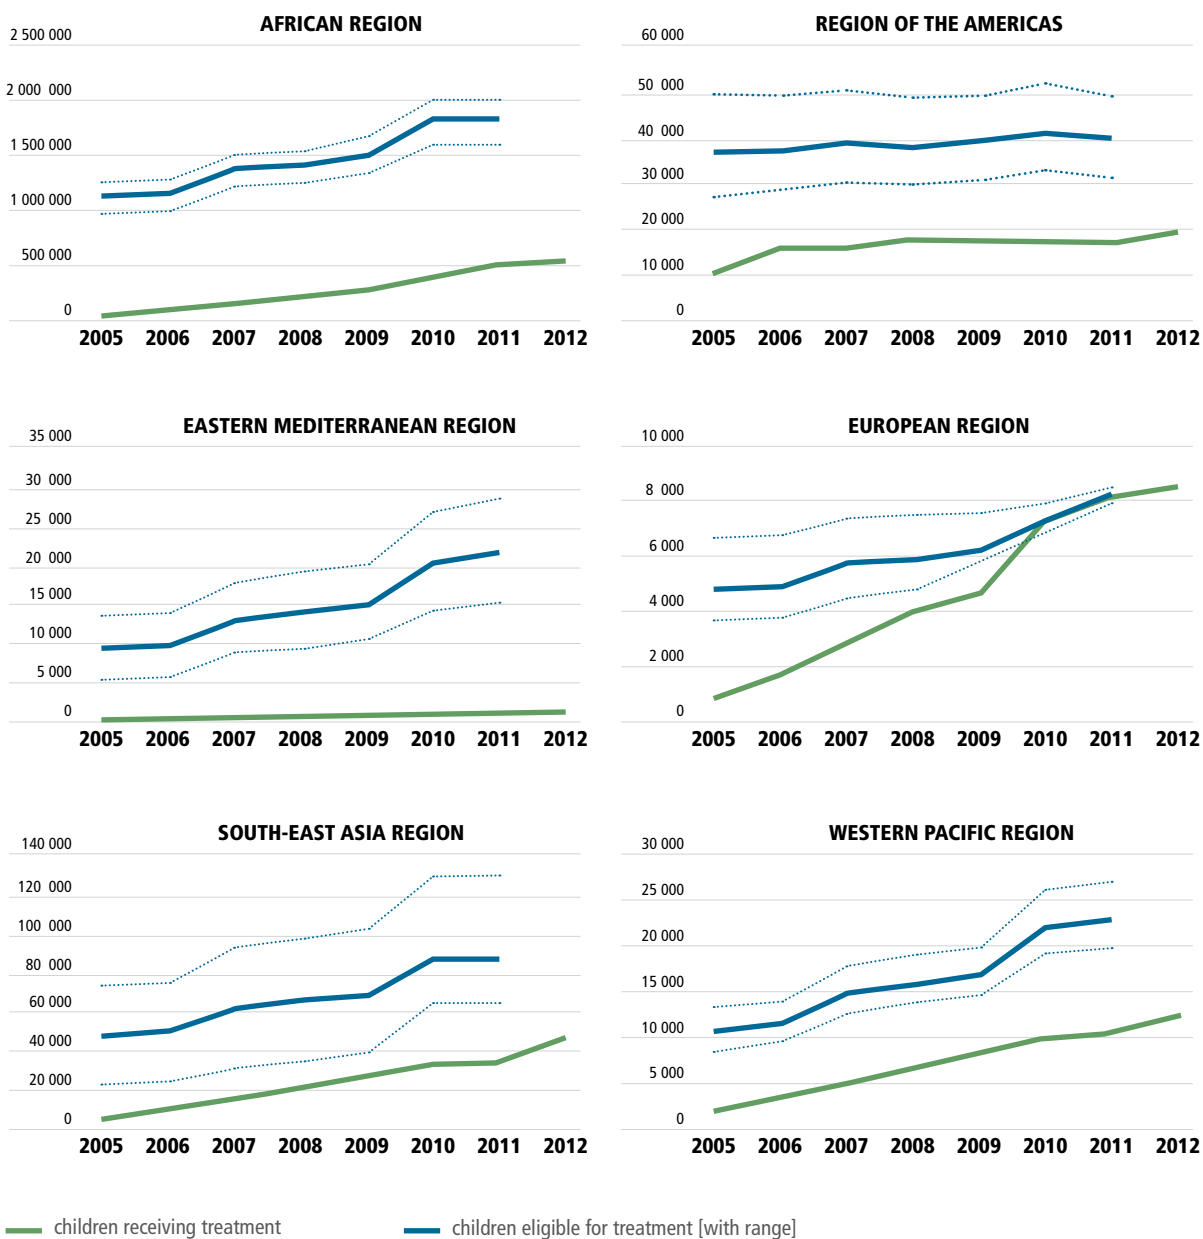 AFRICAN REGION
2 500 000
2 000 000
1 500 000
1 000 000
500 000
0
2005 2006 2007 2008 2009 2010 2011 2012
REGION OF THE AMERICAS
60 000
50 000
40 000
30 000
20 000
10 000
0
2005 2006 2007 2008 2009 2010 2011 2012
EASTERN MEDITERRANEAN REGION
35 000
30 000
25 000
20 000
15 000
10 000
5 000
0
2005 2006 2007 2008 2009 2010 2011 2012
EUROPEAN REGION
10 000
8 000
6 000
4 000
2 000
0
2005 2006 2007 2008 2009 2010 2011 2012
SOUTH-EAST ASIA REGION
140 000
120 000
100 000
80 000
60 000
40 000
20 000
0
2005 2006 2007 2008 2009 2010 2011 2012
WESTERN PACIFIC REGION
30 000
25 000
20 000
15 000
10 000
5 000
0
2005 2006 2007 2008 2009 2010 2011 2012
children receiving treatment
children eligible for treatment [with range]